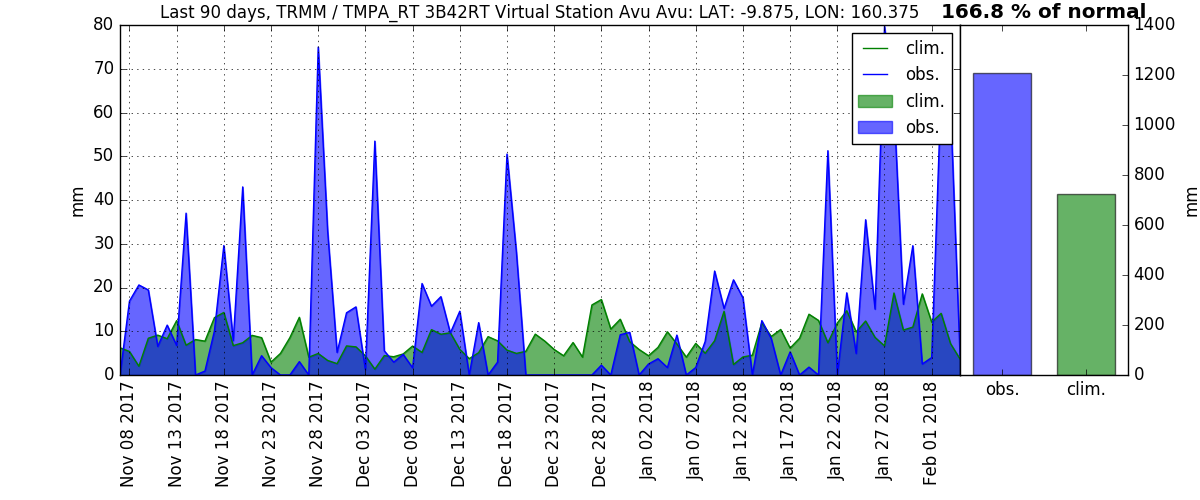 Last 90 days, TRMM / TMPA_RT 3B42RT Virtual Station Avu Avu: LAT: -9.875, LON: 160.375
166.8 % of normal
80
70
60
50
40
30
20
10
0
mm
clim.
obs.
clim.
obs.
1400
1200
1000
800
600
400
200
0
mm
Nov 08 2017
Nov 13 2017
Nov 18 2017
Nov 23 2017
Nov 28 2017
Dec 03 2017
Dec 08 2017
Dec 13 2017
Dec 18 2017
Dec 23 2017
Dec 28 2017
Jan 02 2018
Jan 07 2018
Jan 12 2018
Jan 17 2018
Jan 22 2018
Jan 27 2018
Feb 01 2018
obs.
clim.